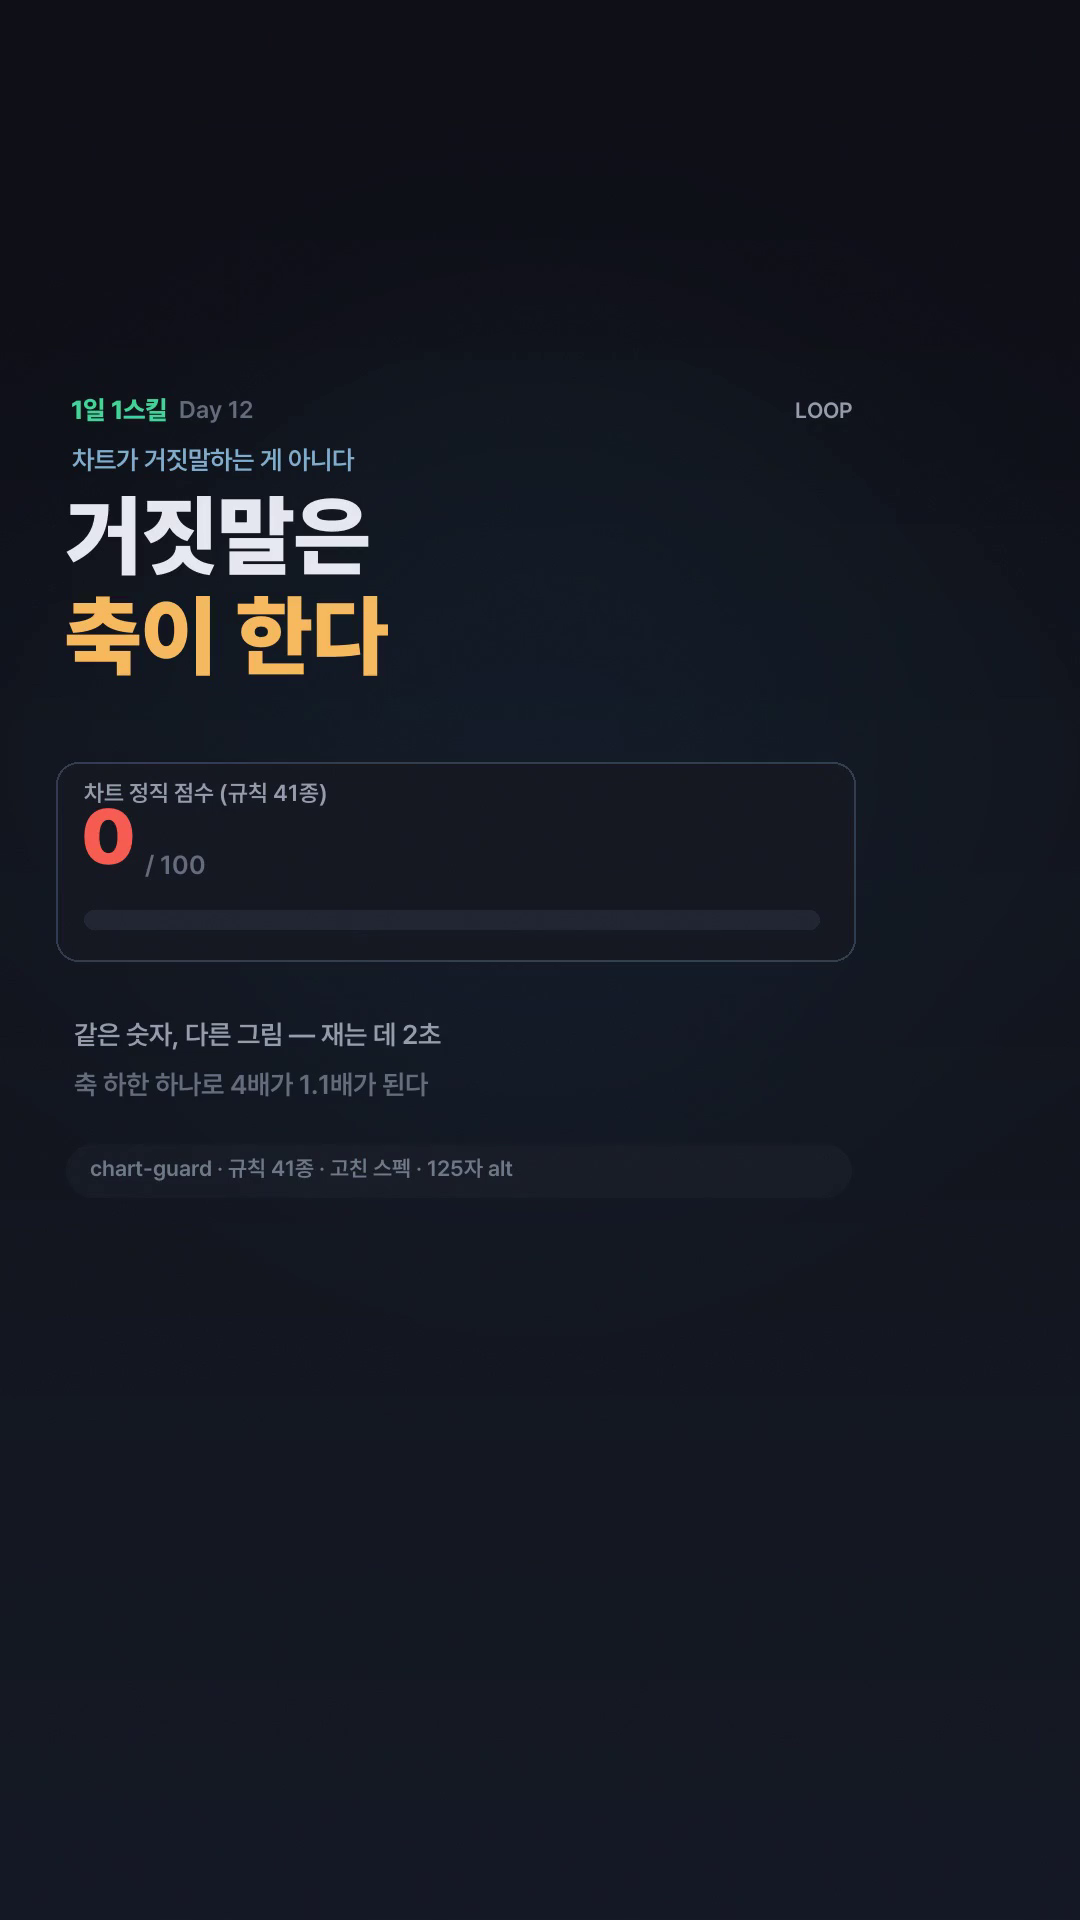 1일 1스킬 Day 12 LOOP
차트가 거짓말하는 게 아니다
거짓말은
축이 한다
차트 정직 점수 (규칙 41종)
0 / 100
같은 숫자, 다른 그림 — 재는 데 2초
축 하한 하나로 4배가 1.1배가 된다
chart-guard · 규칙 41종 · 고친 스펙 · 125자 alt